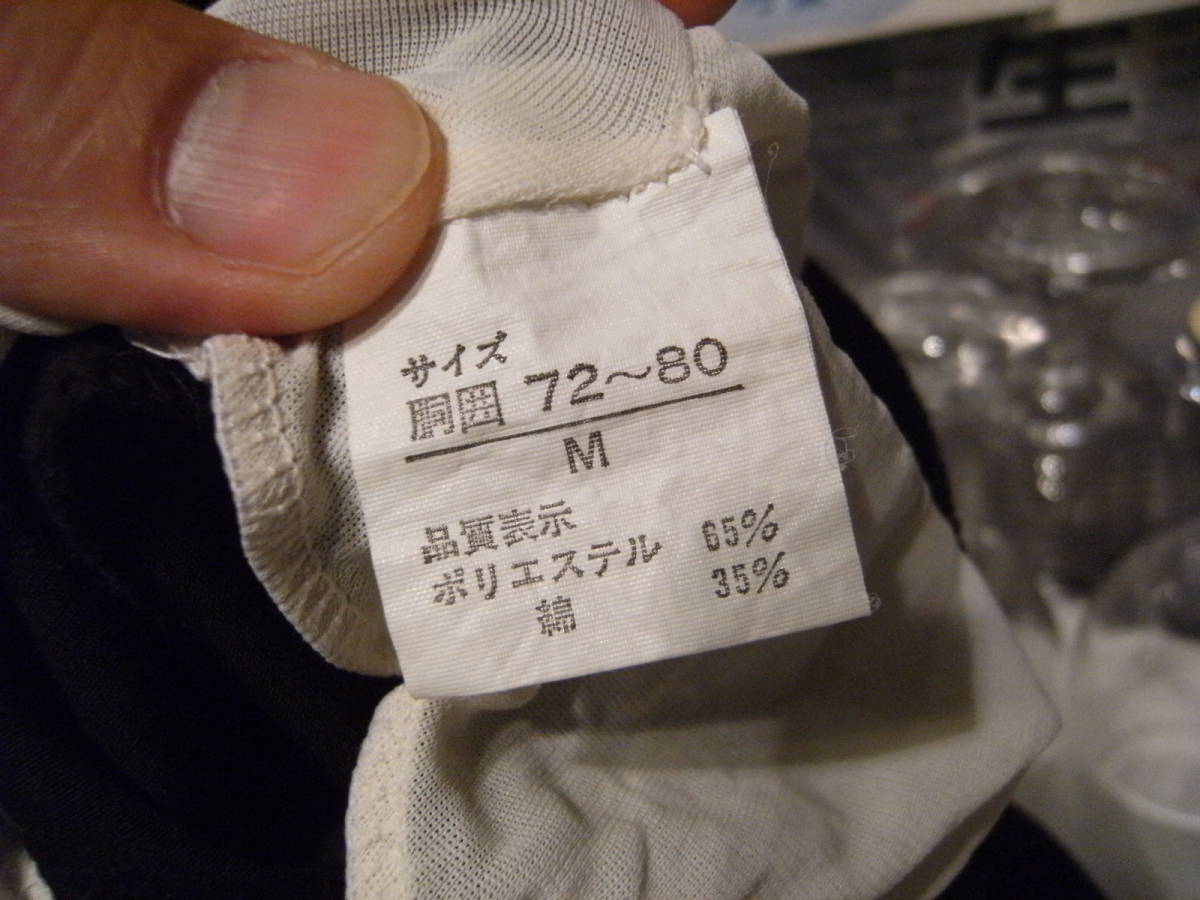 サイズ
胴囲 72～80
M
品質表示
ポリエステル 65%
綿 35%